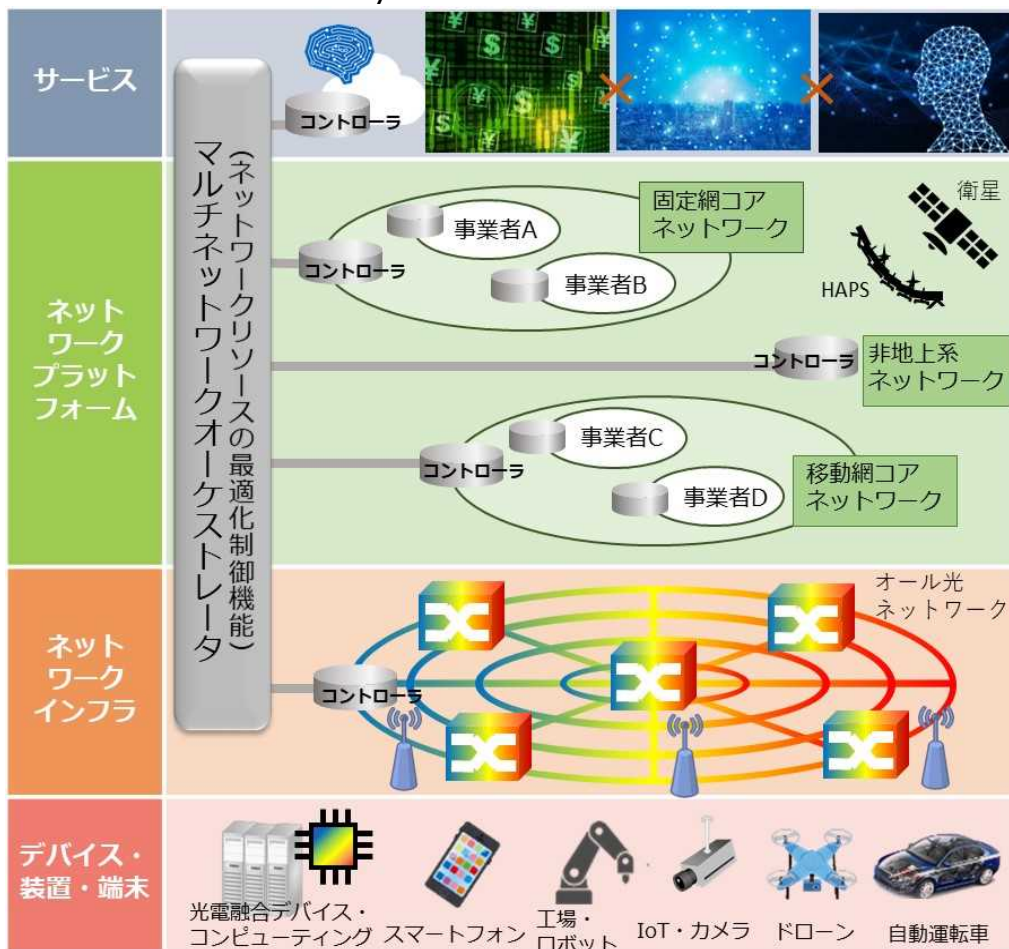 サービス
コントローラ
マルチネットワークオーケストレータ
(ネットワークリソースの最適化制御機能)
ネット
ワーク
プラット
フォーム
コントローラ
事業者A
事業者B
固定網コア
ネットワーク
衛星
HAPS
コントローラ
非地上系
ネットワーク
コントローラ
事業者C
事業者D
移動網コア
ネットワーク
ネット
ワーク
インフラ
コントローラ
オール光
ネットワーク
デバイス・
装置・端末
光電融合デバイス・
コンピューティング
スマートフォン
工場・
ロボット
IoT・カメラ
ドローン
自動運転車